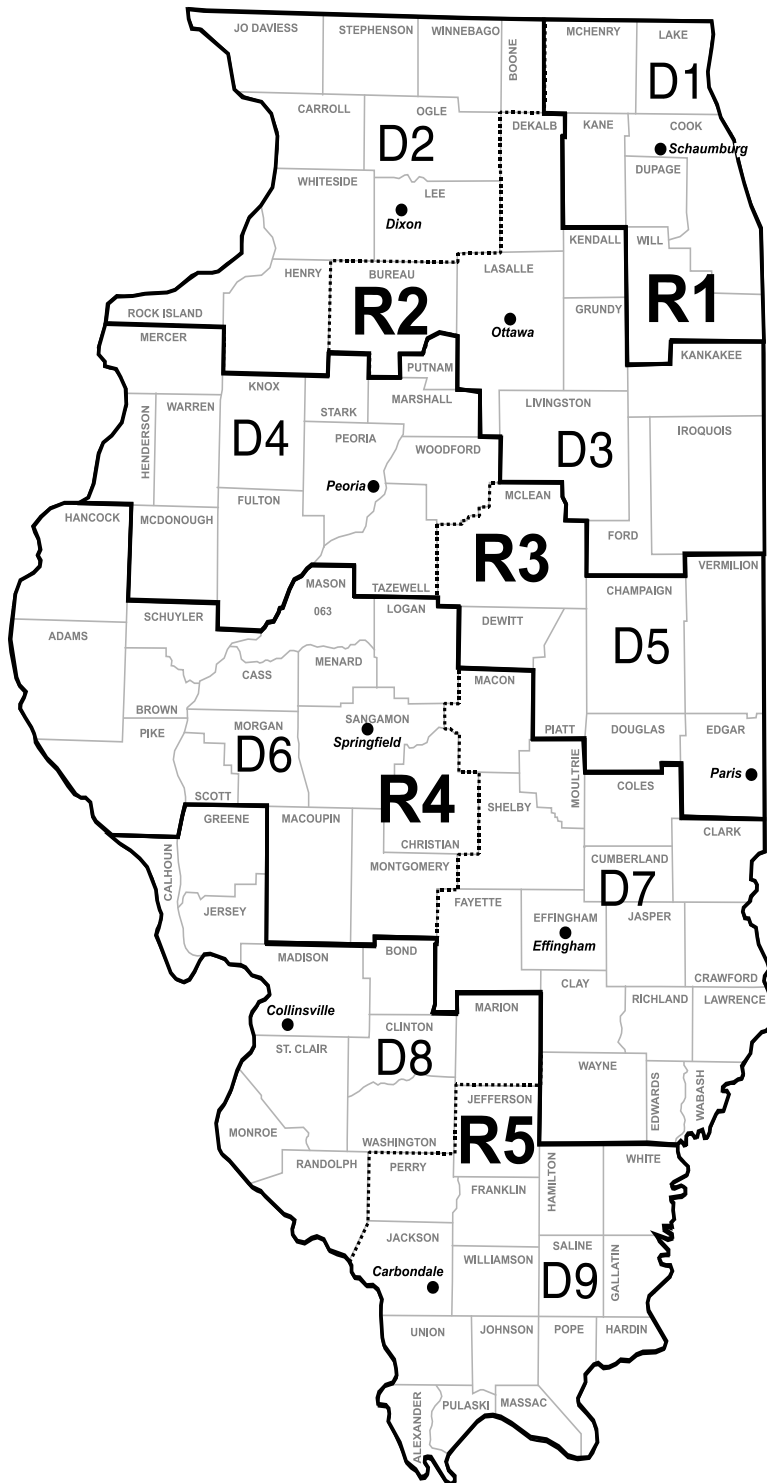 JO DAVIESS
STEPHENSON
WINNEBAGO
BOONE
MCHENRY
LAKE
D1
CARROLL
OGLE
D2
DEKALB
KANE
COOK
Schaumburg
DUPAGE
WHITESIDE
LEE
Dixon
KENDALL
WILL
HENRY
BUREAU
LASALLE
R2
R1
ROCK ISLAND
GRUNDY
Ottawa
MERCER
KANKAKEE
PUTNAM
KNOX
MARSHALL
STARK
HENDERSON
WARREN
D4
LIVINGSTON
D3
IROQUOIS
PEORIA
WOODFORD
Peoria
MCLEAN
FULTON
HANCOCK
MCDONOUGH
FORD
R3
VERMILION
MASON
063
TAZEWELL
CHAMPAIGN
SCHUYLER
LOGAN
ADAMS
DEWITT
MENARD
D5
CASS
MACON
BROWN
SANGAMON
PIKE
MORGAN
Springfield
D6
PIATT
DOUGLAS
EDGAR
MOULTRIE
Paris
COLES
SCOTT
R4
SHELBY
GREENE
MACOUPIN
CHRISTIAN
CLARK
CALHOUN
MONTGOMERY
CUMBERLAND
D7
JERSEY
FAYETTE
EFFINGHAM
JASPER
Effingham
MADISON
BOND
CLAY
CRAWFORD
RICHLAND
LAWRENCE
Collinsville
MARION
CLINTON
ST. CLAIR
D8
WAYNE
EDWARDS
WABASH
JEFFERSON
MONROE
WASHINGTON
R5
RANDOLPH
PERRY
HAMILTON
WHITE
FRANKLIN
JACKSON
SALINE
WILLIAMSON
GALLATIN
Carbondale
D9
UNION
JOHNSON
POPE
HARDIN
ALEXANDER
PULASKI
MASSAC